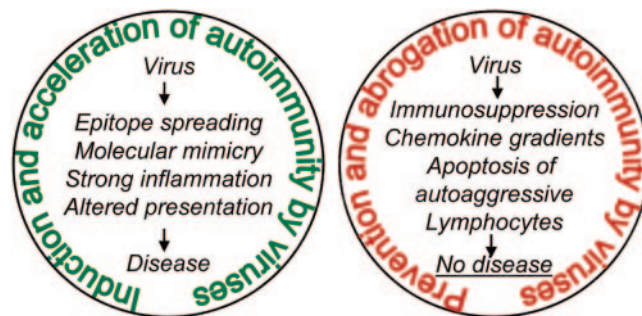 Induction and acceleration of autoimmunity by viruses
Virus
Epitope spreading
Molecular mimicry
Strong inflammation
Altered presentation
Disease
Prevention and abrogation of autoimmunity by viruses
Virus
Immunosuppression
Chemokine gradients
Apoptosis of
autoaggressive
Lymphocytes
No disease